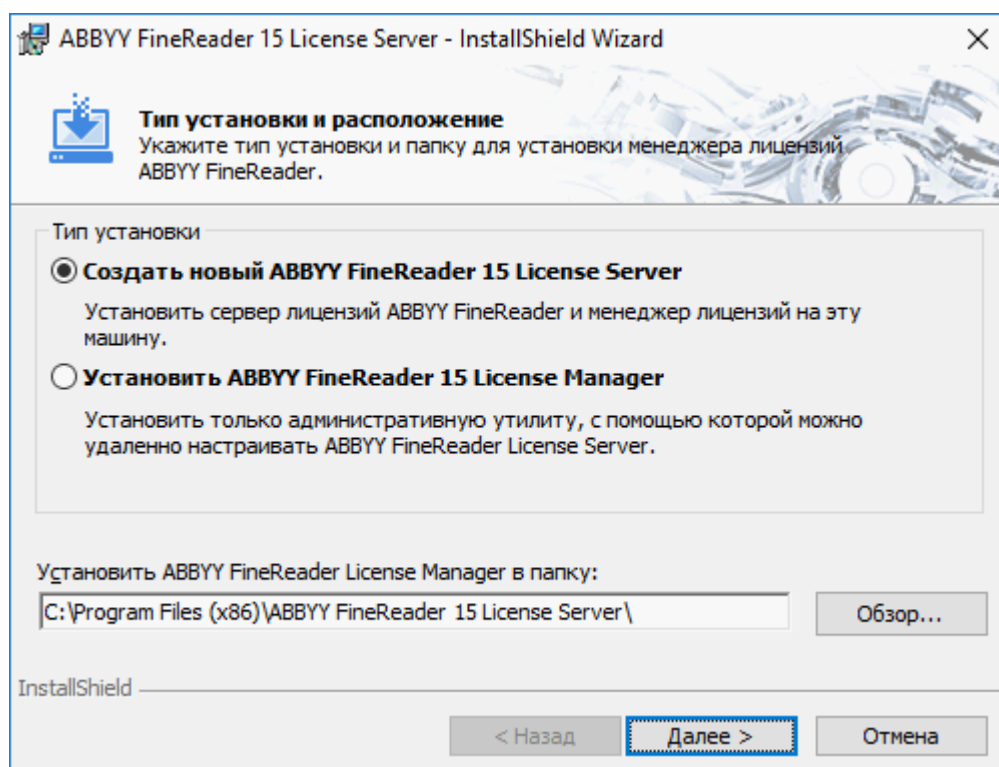 ABBYY FineReader 15 License Server - InstallShield Wizard
Тип установки и расположение
Укажите тип установки и папку для установки менеджера лицензий
ABBYY FineReader.
Тип установки
Создать новый ABBYY FineReader 15 License Server
Установить сервер лицензий ABBYY FineReader и менеджер лицензий на эту
машину.
Установить ABBYY FineReader 15 License Manager
Установить только административную утилиту, с помощью которой можно
удаленно настраивать ABBYY FineReader License Server.
Установить ABBYY FineReader License Manager в папку:
C:\Program Files (x86)\ABBYY FineReader 15 License Server\
Обзор...
InstallShield
< Назад
Далее >
Отмена